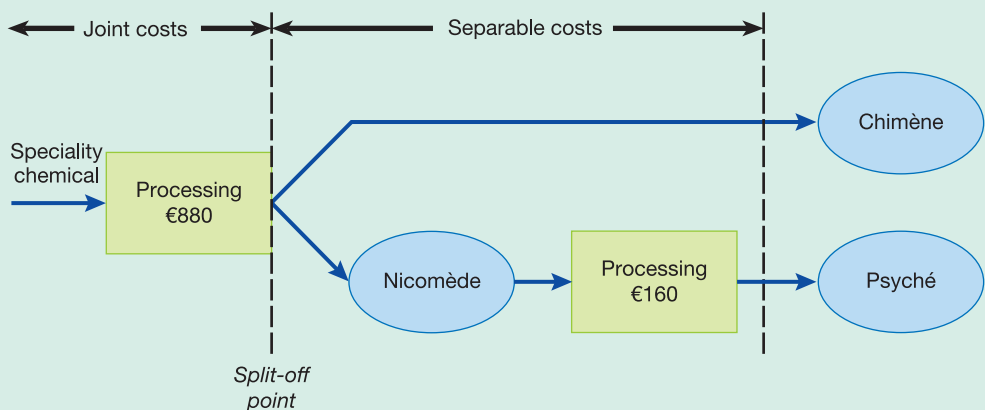 Joint costs
Separable costs
Speciality
chemical
Processing
€880
Chimène
Nicomède
Processing
€160
Psyché
Split-off
point